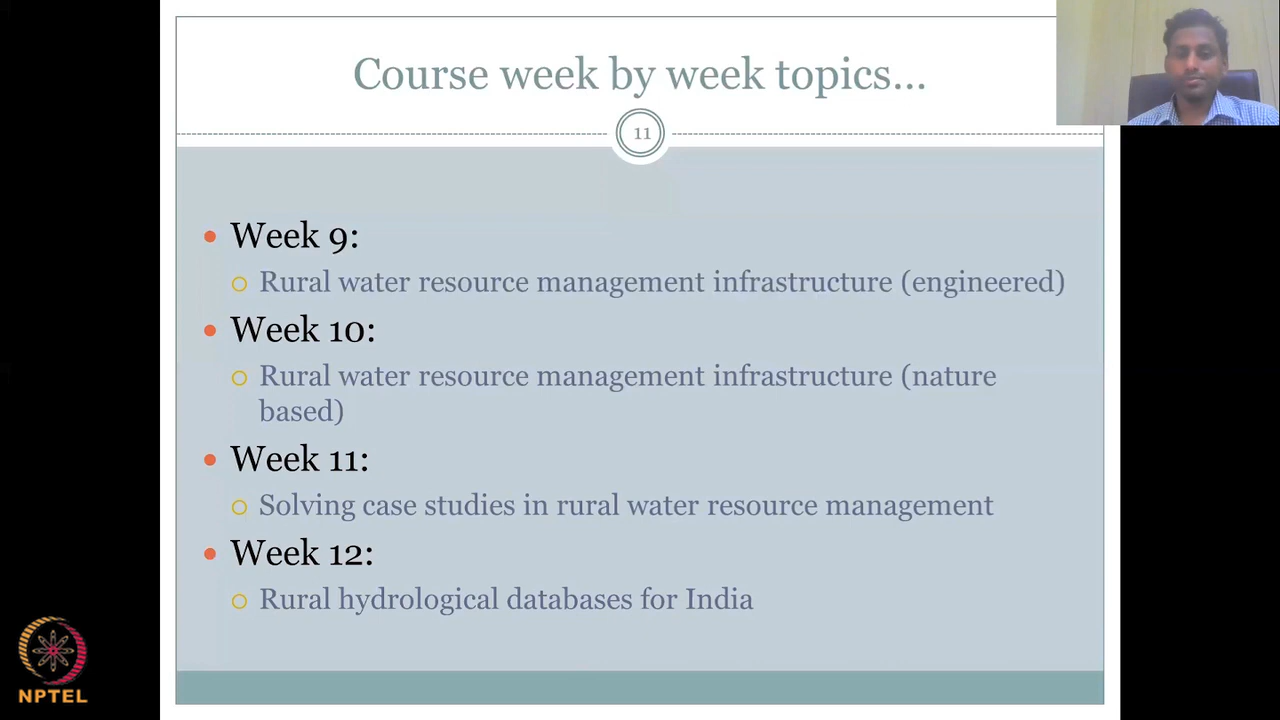 Course week by week topics...
11
Week 9:
Rural water resource management infrastructure (engineered)
Week 10:
Rural water resource management infrastructure (nature
based)
Week 11:
Solving case studies in rural water resource management
Week 12:
Rural hydrological databases for India
NPTEL